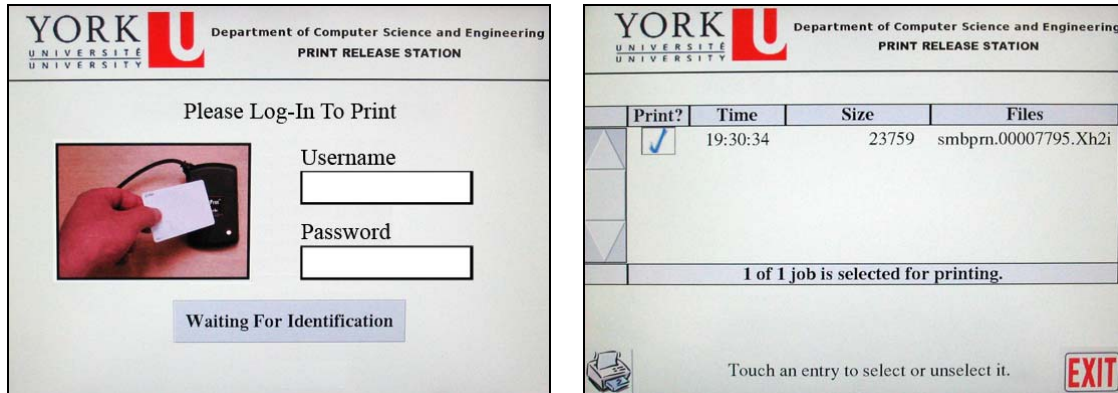 YORK U
UNIVERSITÉ
UNIVERSITY
Department of Computer Science and Engineering
PRINT RELEASE STATION
Please Log-In To Print
Username
Password
Waiting For Identification
YORK U
UNIVERSITÉ
UNIVERSITY
Department of Computer Science and Engineering
PRINT RELEASE STATION
Print? Time Size Files
19:30:34 23759 smbprn.00007795.Xh2i
1 of 1 job is selected for printing.
Touch an entry to select or unselect it.
EXIT